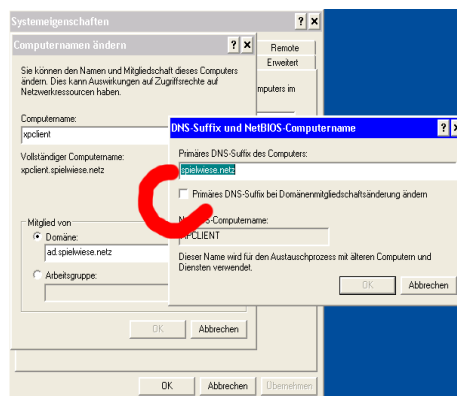 Systemeigenschaften
Computernamen ändern
Remote
Erweitert
Sie können den Namen und Mitgliedschaft dieses Computers
ändern. Dies kann Auswirkungen auf Zugriffsrechte auf
Netzwerkressourcen haben.
mputers im
Computername:
xpclient
Vollständiger Computername:
xpclient.spielwiese.netz
Mitglied von
Domäne:
ad.spielwiese.netz
Arbeitsgruppe:
OK Abbrechen
DNS-Suffix und NetBIOS-Computername
Primäres DNS-Suffix des Computers:
spielwiese.netz
Primäres DNS-Suffix bei Domänenmitgliedschaftsänderung ändern
-Computername:
PCLIENT
Dieser Name wird für den Austauschprozess mit älteren Computern und
Diensten verwendet.
OK Abbrechen
OK Abbrechen Übernehmen